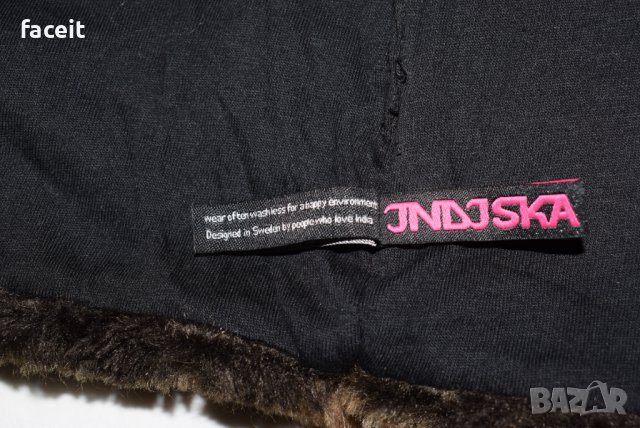 faceit
wear often wash less for a happy environment
Designed in Sweden by people who love India
INDISKA
BAZAR